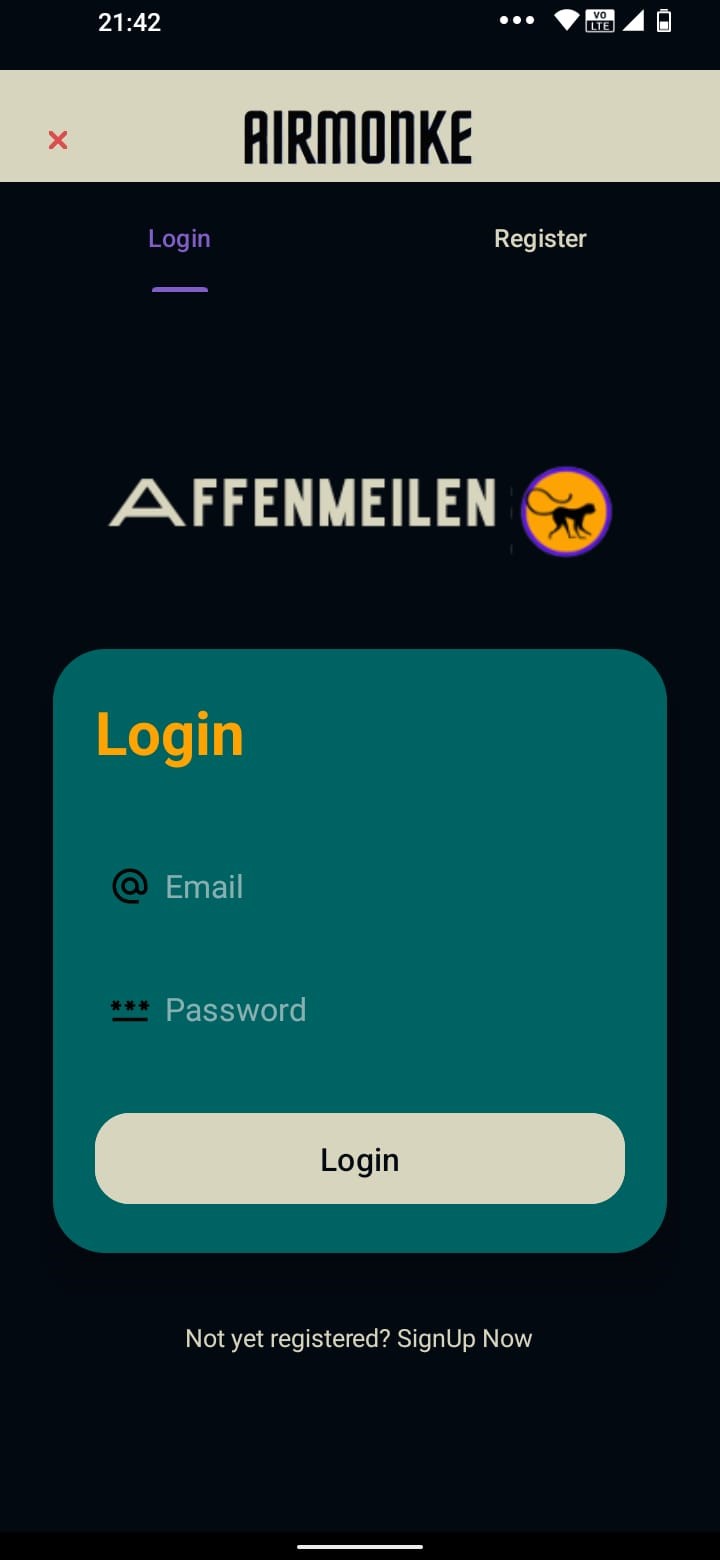 21:42
VO
LTE
AIRMONKE
Login Register
AFFENMEILEN
Login
Email
*** Password
Login
Not yet registered? SignUp Now